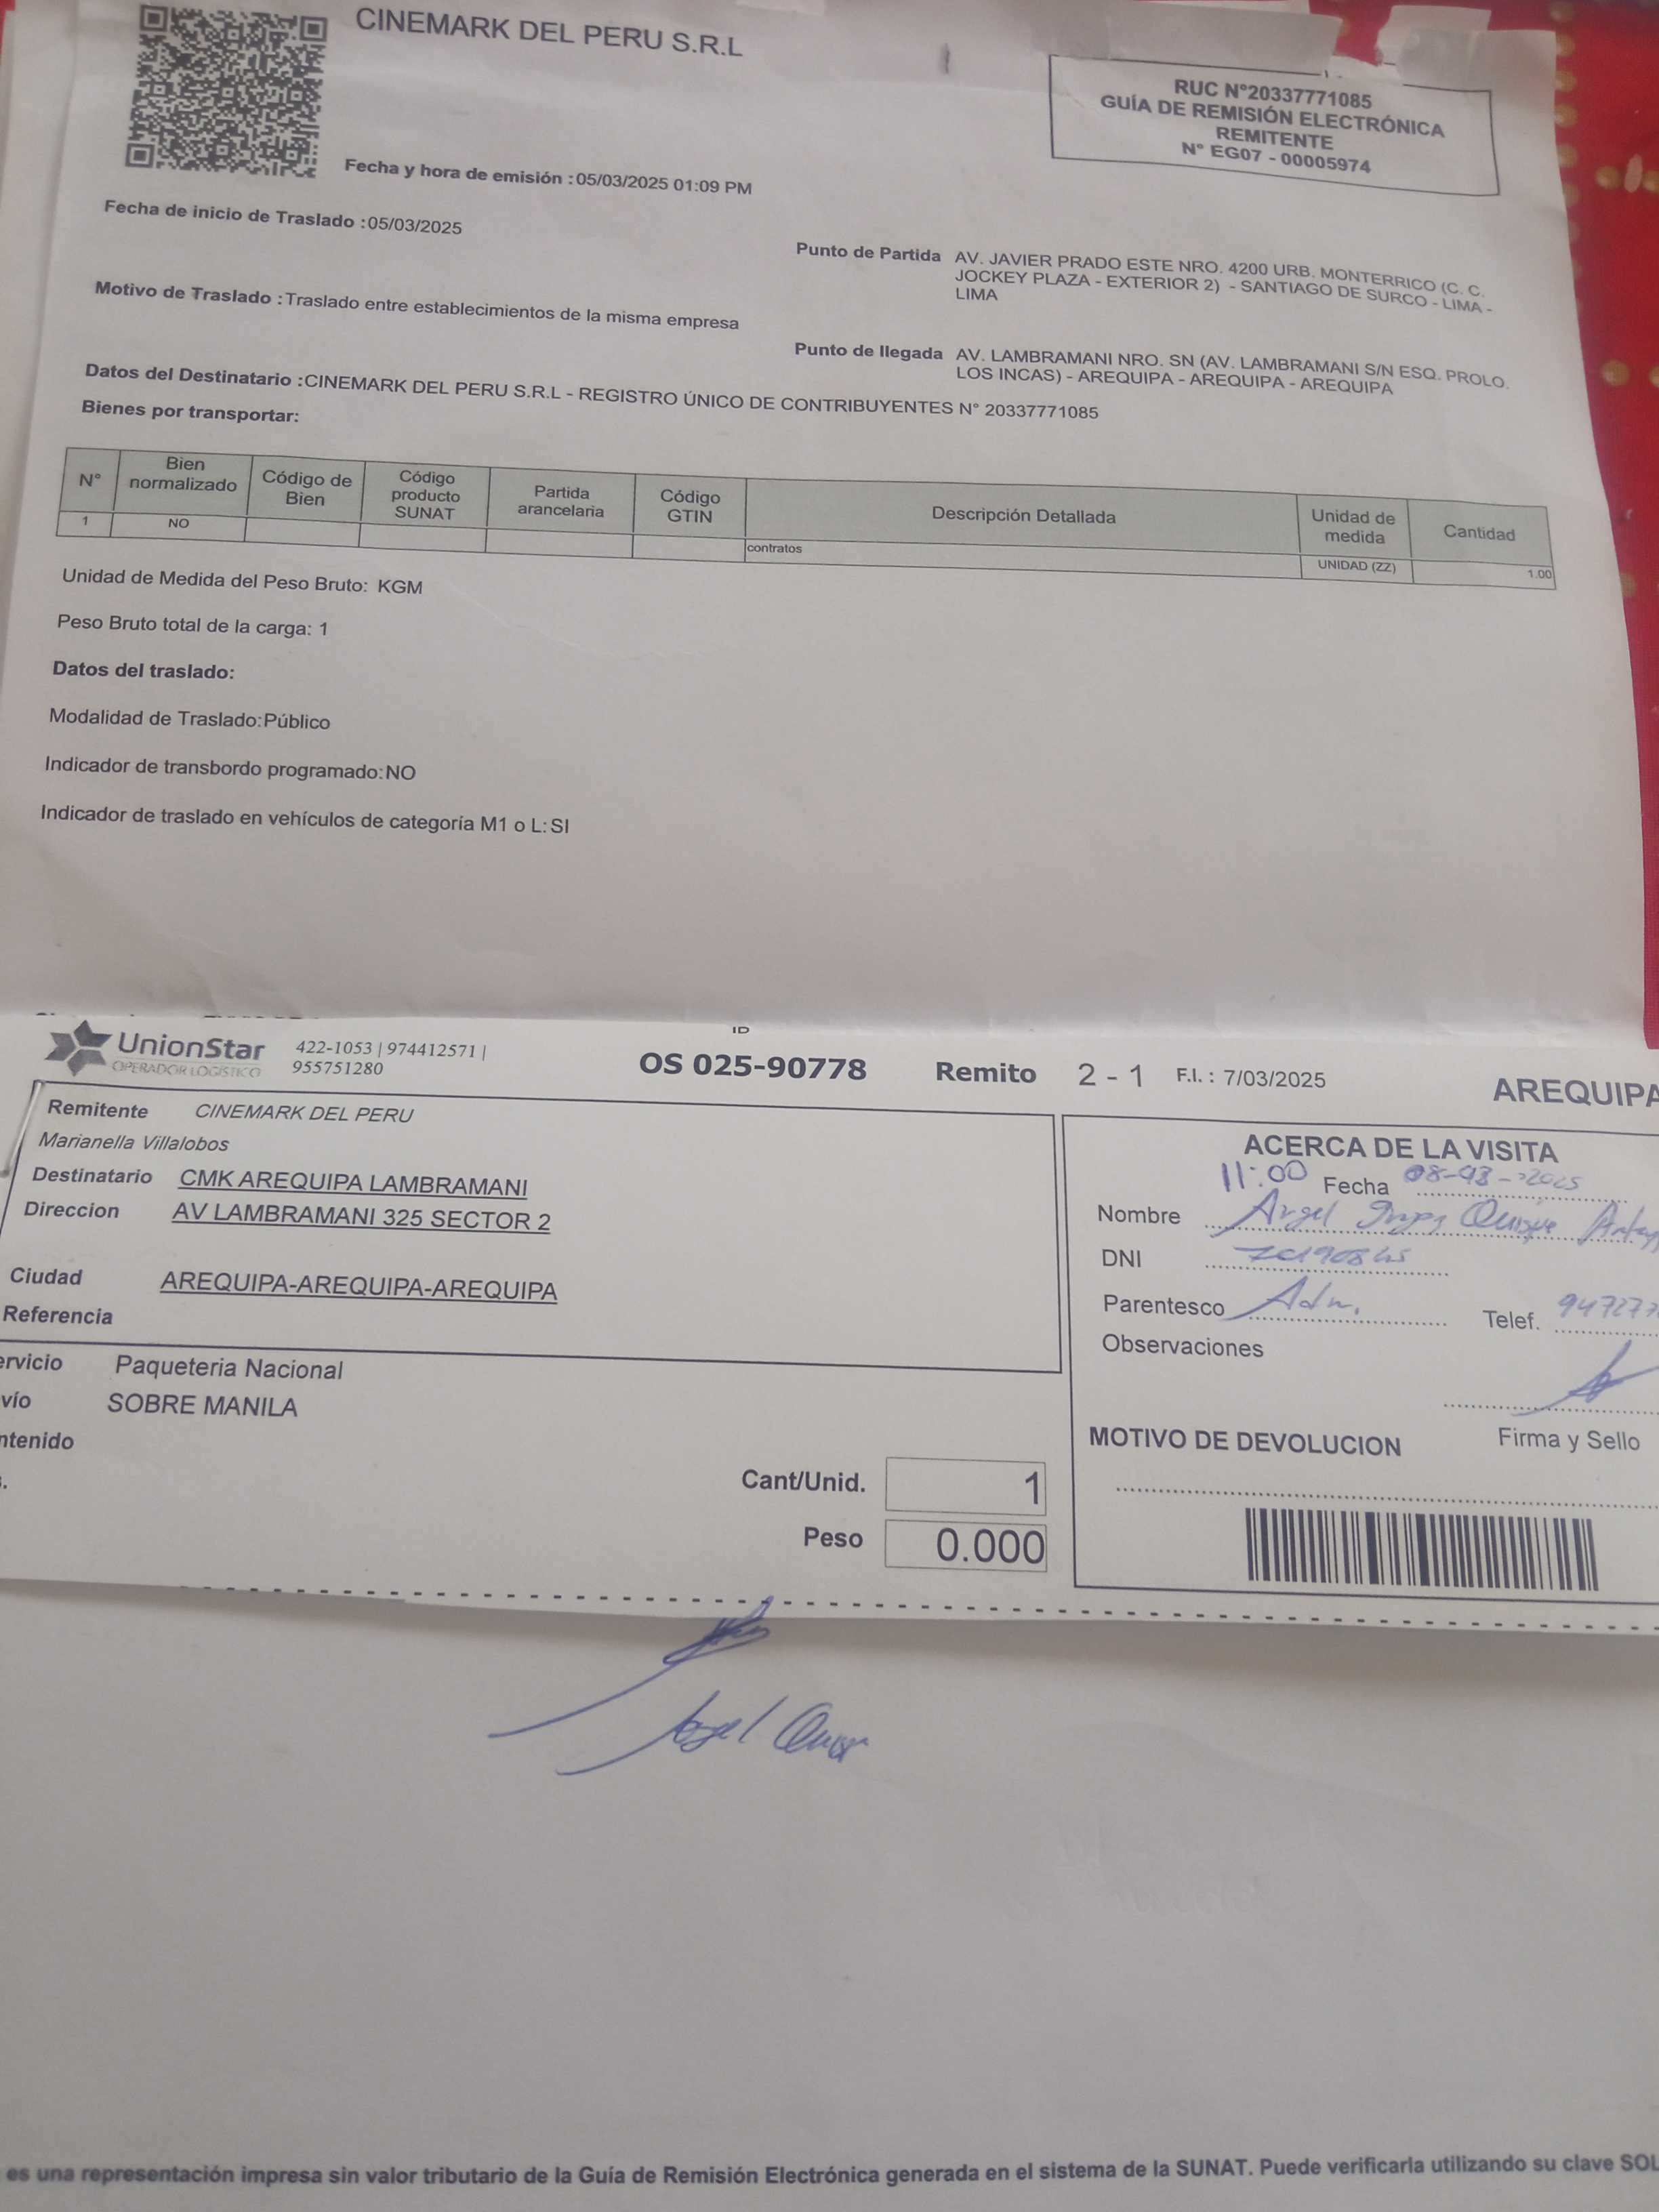 CINEMARK DEL PERU S.R.L
RUC N°20337771085
GUÍA DE REMISIÓN ELECTRÓNICA
REMITENTE
N° EG07 - 00005974
Fecha y hora de emisión : 05/03/2025 01:09 PM
Fecha de inicio de Traslado : 05/03/2025
Punto de Partida AV. JAVIER PRADO ESTE NRO. 4200 URB. MONTERRICO (C. C.
JOCKEY PLAZA - EXTERIOR 2) - SANTIAGO DE SURCO - LIMA -
LIMA
Motivo de Traslado : Traslado entre establecimientos de la misma empresa
Punto de llegada AV. LAMBRAMANI NRO. SN (AV. LAMBRAMANI S/N ESQ. PROLO.
LOS INCAS) - AREQUIPA - AREQUIPA - AREQUIPA
Datos del Destinatario : CINEMARK DEL PERU S.R.L - REGISTRO ÚNICO DE CONTRIBUYENTES N° 20337771085
Bienes por transportar:
N° Bien normalizado Código de Bien Código producto SUNAT Partida arancelaria Código GTIN Descripción Detallada Unidad de medida Cantidad
1 NO contratos UNIDAD (ZZ) 1.00
Unidad de Medida del Peso Bruto: KGM
Peso Bruto total de la carga: 1
Datos del traslado:
Modalidad de Traslado: Público
Indicador de transbordo programado: NO
Indicador de traslado en vehículos de categoría M1 o L: SI
UnionStar
OPERADOR LOGÍSTICO
422-1053 | 974412571 |
955751280
ID
OS 025-90778 Remito 2 - 1 F.I. : 7/03/2025 AREQUIPA
Remitente CINEMARK DEL PERU
Marianella Villalobos
Destinatario CMK AREQUIPA LAMBRAMANI
Direccion AV LAMBRAMANI 325 SECTOR 2
Ciudad AREQUIPA-AREQUIPA-AREQUIPA
Referencia
ervicio Paqueteria Nacional
vío SOBRE MANILA
ntenido
Cant/Unid. 1
Peso 0.000
ACERCA DE LA VISITA
11:00 Fecha
Nombre Angel Quispe
DNI
Parentesco Adm. Telef.
Observaciones
Firma y Sello
MOTIVO DE DEVOLUCION
es una representación impresa sin valor tributario de la Guía de Remisión Electrónica generada en el sistema de la SUNAT. Puede verificarla utilizando su clave SOL